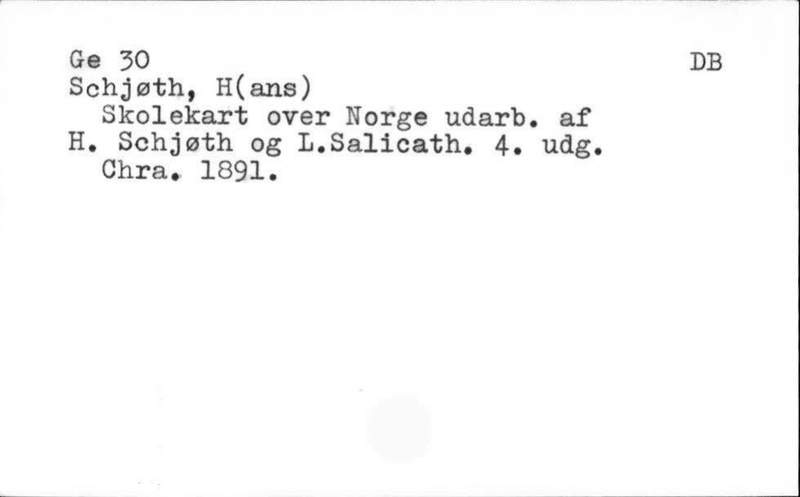 Ge 30 DB
Schjøth, H(ans)
Skolekart over Norge udarb. af
H. Schjøth og L.Salicath. 4. udg.
Chra. 1891.